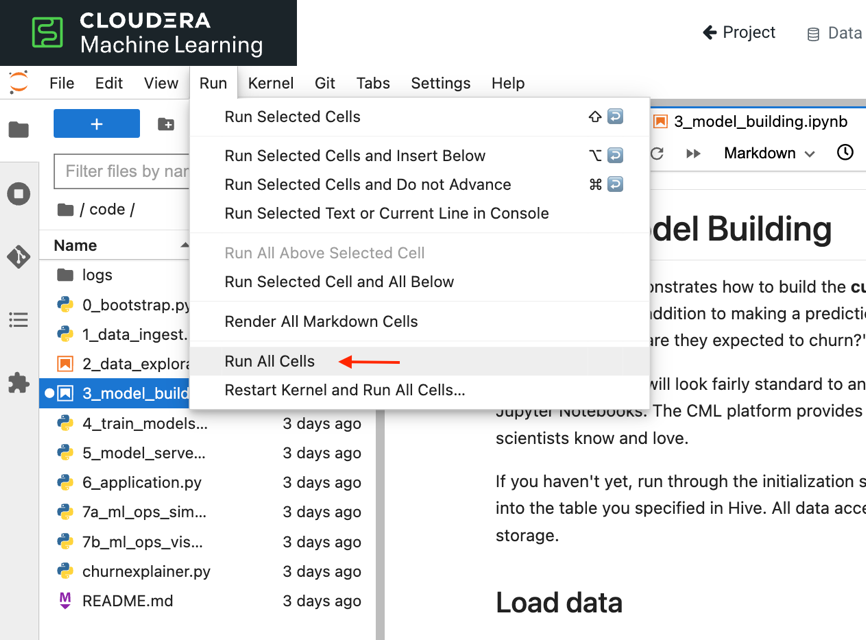 CLOUDERA
Machine Learning
Project
Data
File Edit View Run Kernel Git Tabs Settings Help
+
Filter files by nar
/ code /
Name
logs
0_bootstrap.py
1_data_ingest.
2_data_explora
3_model_build
4_train_models... 3 days ago
5_model_serve... 3 days ago
6_application.py 3 days ago
7a_ml_ops_sim... 3 days ago
7b_ml_ops_vis... 3 days ago
churnexplainer.py 3 days ago
README.md 3 days ago
Run Selected Cells
Run Selected Cells and Insert Below
Run Selected Cells and Do not Advance
Run Selected Text or Current Line in Console
Run All Above Selected Cell
Run Selected Cell and All Below
Render All Markdown Cells
Run All Cells
Restart Kernel and Run All Cells...
3_model_building.ipynb
Markdown
del Building
onstrates how to build the cu
addition to making a predictio
are they expected to churn?"
will look fairly standard to an
Jupyter Notebooks. The CML platform provides
scientists know and love.
If you haven't yet, run through the initialization s
into the table you specified in Hive. All data acce
storage.
Load data